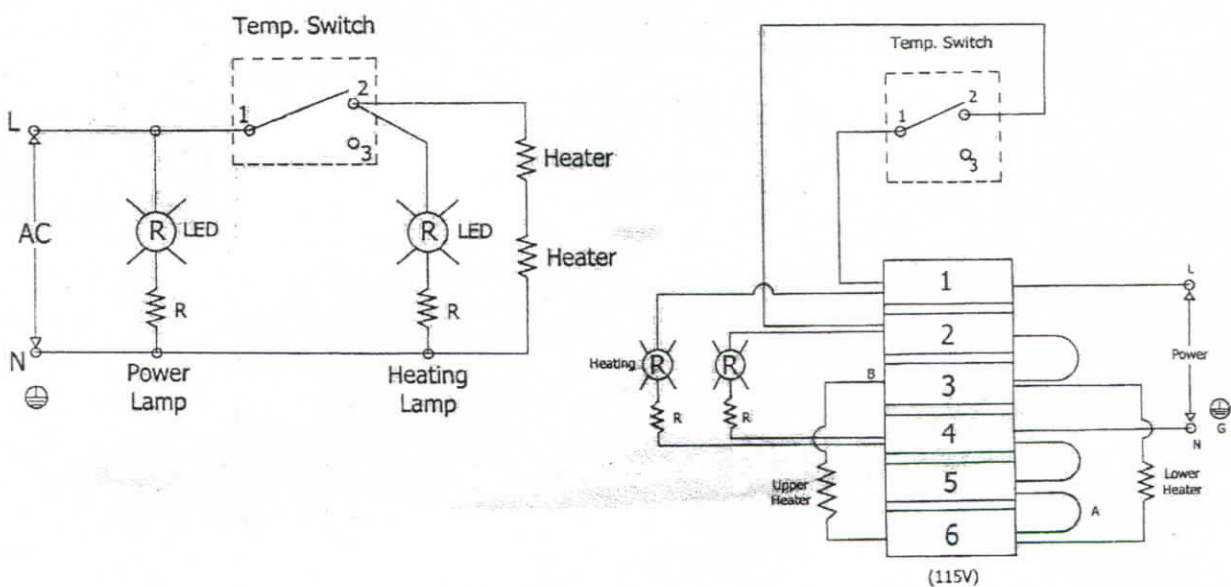 Temp. Switch
1
2
3
L
AC
N
R
LED
R
Power
Lamp
R
LED
R
Heating
Lamp
Heater
Heater
Temp. Switch
1
2
3
1
2
3
4
5
6
(115V)
Heating
R
R
R
R
B
Upper
Heater
A
L
Power
N
G
Lower
Heater